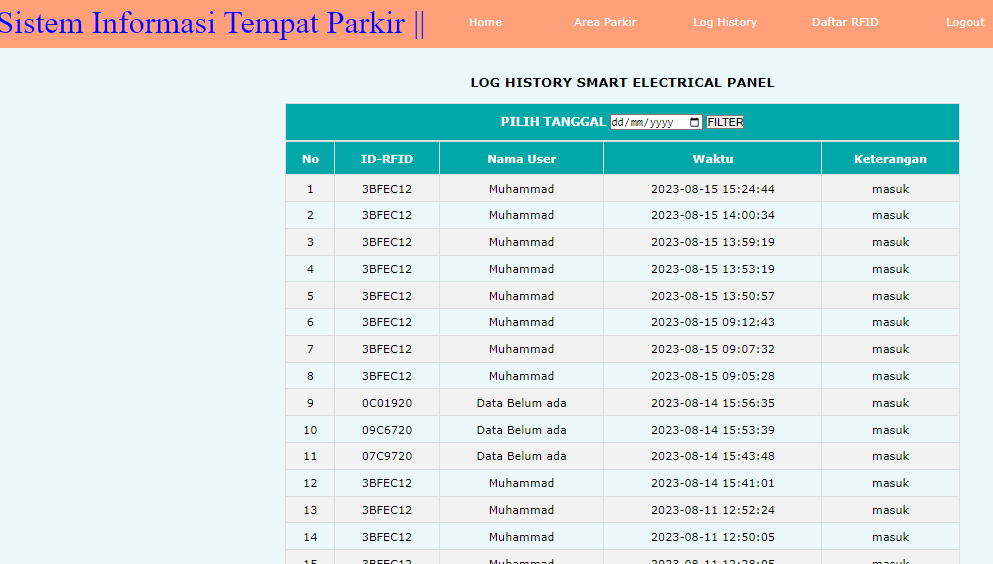 Sistem Informasi Tempat Parkir || Home Area Parkir Log History Daftar RFID Logout
LOG HISTORY SMART ELECTRICAL PANEL
PILIH TANGGAL dd/mm/yyyy FILTER
No ID-RFID Nama User Waktu Keterangan
1 3BFEC12 Muhammad 2023-08-15 15:24:44 masuk
2 3BFEC12 Muhammad 2023-08-15 14:00:34 masuk
3 3BFEC12 Muhammad 2023-08-15 13:59:19 masuk
4 3BFEC12 Muhammad 2023-08-15 13:53:19 masuk
5 3BFEC12 Muhammad 2023-08-15 13:50:57 masuk
6 3BFEC12 Muhammad 2023-08-15 09:12:43 masuk
7 3BFEC12 Muhammad 2023-08-15 09:07:32 masuk
8 3BFEC12 Muhammad 2023-08-15 09:05:28 masuk
9 0C01920 Data Belum ada 2023-08-14 15:56:35 masuk
10 09C6720 Data Belum ada 2023-08-14 15:53:39 masuk
11 07C9720 Data Belum ada 2023-08-14 15:43:48 masuk
12 3BFEC12 Muhammad 2023-08-14 15:41:01 masuk
13 3BFEC12 Muhammad 2023-08-11 12:52:24 masuk
14 3BFEC12 Muhammad 2023-08-11 12:50:05 masuk
15 3BFEC12 Muhammad 2023-08-11 masuk